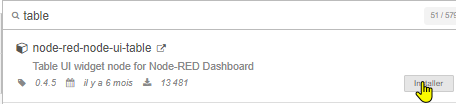 table
51 / 579
node-red-node-ui-table
Table UI widget node for Node-RED Dashboard
0.4.5 il y a 6 mois 13 481
Installer